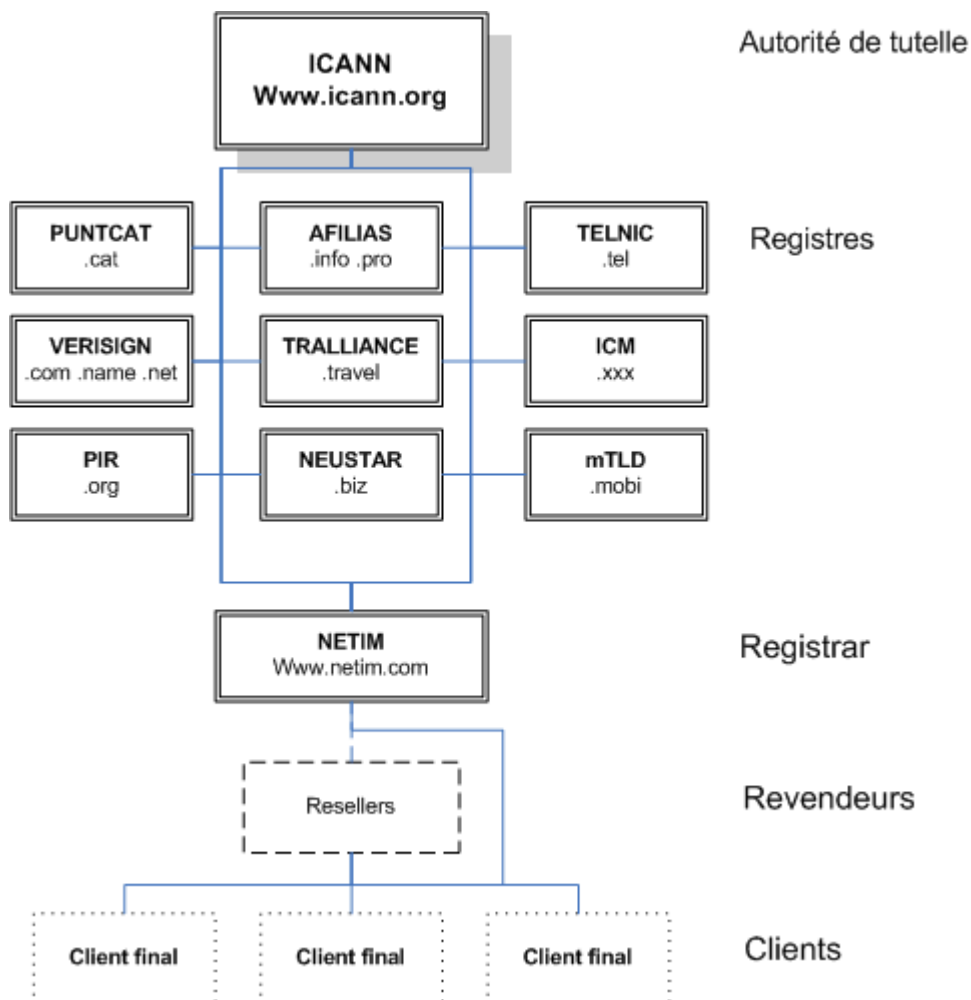 ICANN
Www.icann.org
Autorité de tutelle
PUNTCAT
.cat
AFILIAS
.info .pro
TELNIC
.tel
Registres
VERISIGN
.com .name .net
TRALLIANCE
.travel
ICM
.xxx
PIR
.org
NEUSTAR
.biz
mTLD
.mobi
NETIM
Www.netim.com
Registrar
Resellers
Revendeurs
Client final
Client final
Client final
Clients